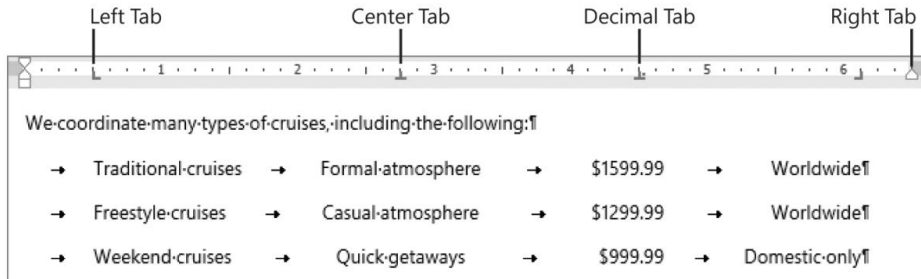 Left Tab Center Tab Decimal Tab Right Tab
1 2 3 4 5 6
We·coordinate·many·types·of·cruises,·including·the·following:¶
→ Traditional·cruises → Formal·atmosphere → $1599.99 → Worldwide¶
→ Freestyle·cruises → Casual·atmosphere → $1299.99 → Worldwide¶
→ Weekend·cruises → Quick·getaways → $999.99 → Domestic·only¶